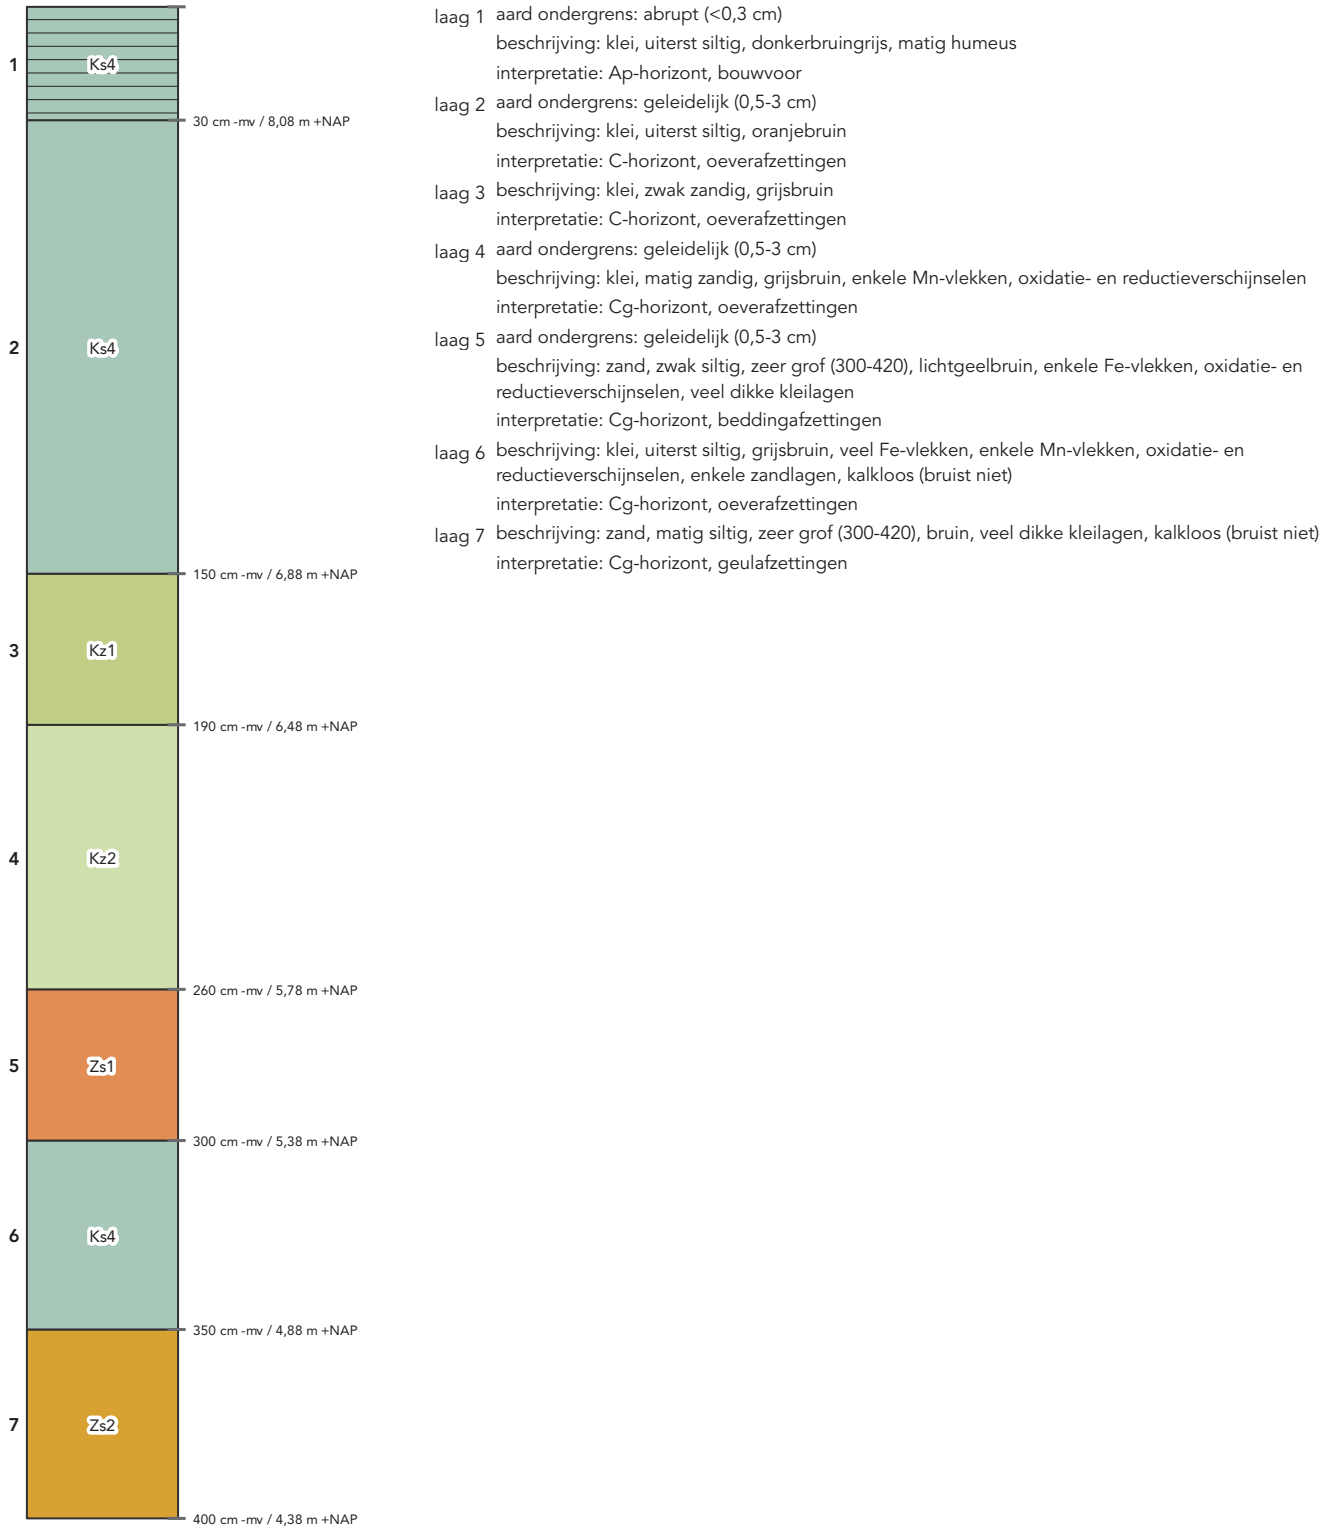 laag 1 aard ondergrens: abrupt (<0,3 cm)
beschrijving: klei, uiterst siltig, donkerbruingrijs, matig humeus
interpretatie: Ap-horizont, bouwvoor
laag 2 aard ondergrens: geleidelijk (0,5-3 cm)
beschrijving: klei, uiterst siltig, oranjebruin
interpretatie: C-horizont, oeverafzettingen
laag 3 beschrijving: klei, zwak zandig, grijsbruin
interpretatie: C-horizont, oeverafzettingen
laag 4 aard ondergrens: geleidelijk (0,5-3 cm)
beschrijving: klei, matig zandig, grijsbruin, enkele Mn-vlekken, oxidatie- en reductieverschijnselen
interpretatie: Cg-horizont, oeverafzettingen
laag 5 aard ondergrens: geleidelijk (0,5-3 cm)
beschrijving: zand, zwak siltig, zeer grof (300-420), lichtgeelbruin, enkele Fe-vlekken, oxidatie- en
reductieverschijnselen, veel dikke kleilagen
interpretatie: Cg-horizont, beddingafzettingen
laag 6 beschrijving: klei, uiterst siltig, grijsbruin, veel Fe-vlekken, enkele Mn-vlekken, oxidatie- en
reductieverschijnselen, enkele zandlagen, kalkloos (bruist niet)
interpretatie: Cg-horizont, oeverafzettingen
laag 7 beschrijving: zand, matig siltig, zeer grof (300-420), bruin, veel dikke kleilagen, kalkloos (bruist niet)
interpretatie: Cg-horizont, geulafzettingen
1 Ks4
30 cm -mv / 8,08 m +NAP
2 Ks4
150 cm -mv / 6,88 m +NAP
3 Kz1
190 cm -mv / 6,48 m +NAP
4 Kz2
260 cm -mv / 5,78 m +NAP
5 Zs1
300 cm -mv / 5,38 m +NAP
6 Ks4
350 cm -mv / 4,88 m +NAP
7 Zs2
400 cm -mv / 4,38 m +NAP